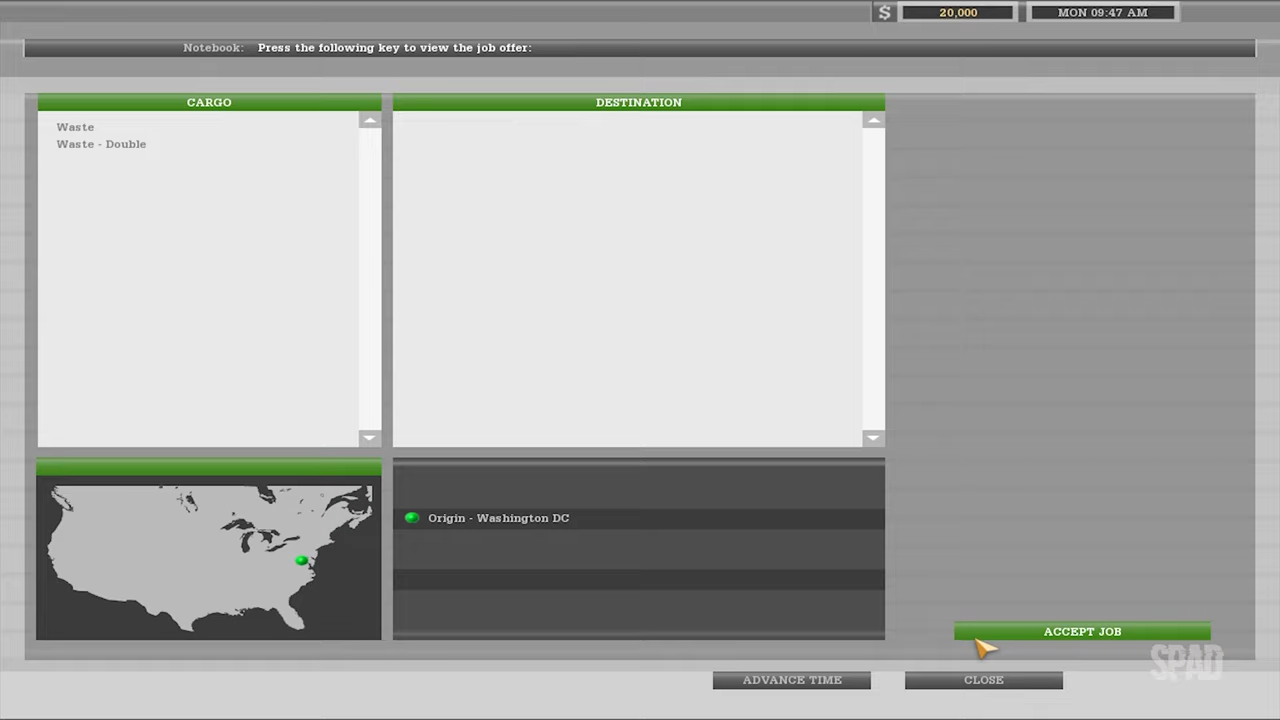 $ 20,000 MON 09:47 AM
Notebook: Press the following key to view the job offer:
CARGO DESTINATION
Waste
Waste - Double
Origin - Washington DC
ACCEPT JOB
SPAD
ADVANCE TIME CLOSE